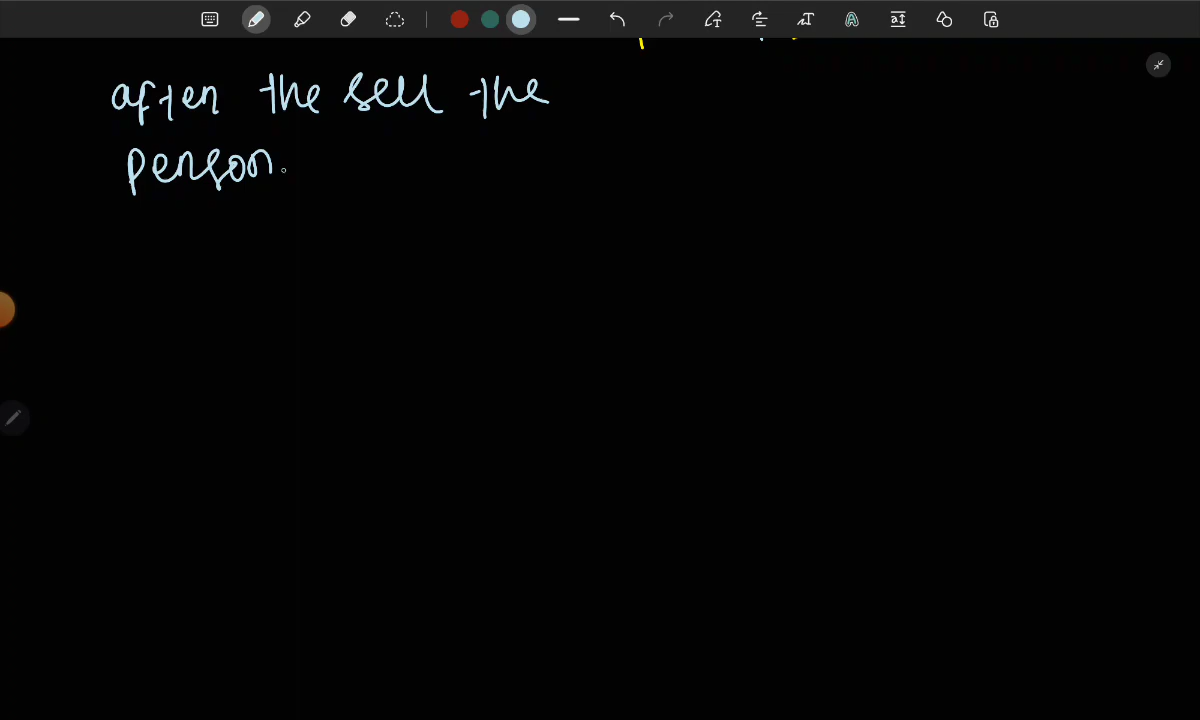 after the sell the
person